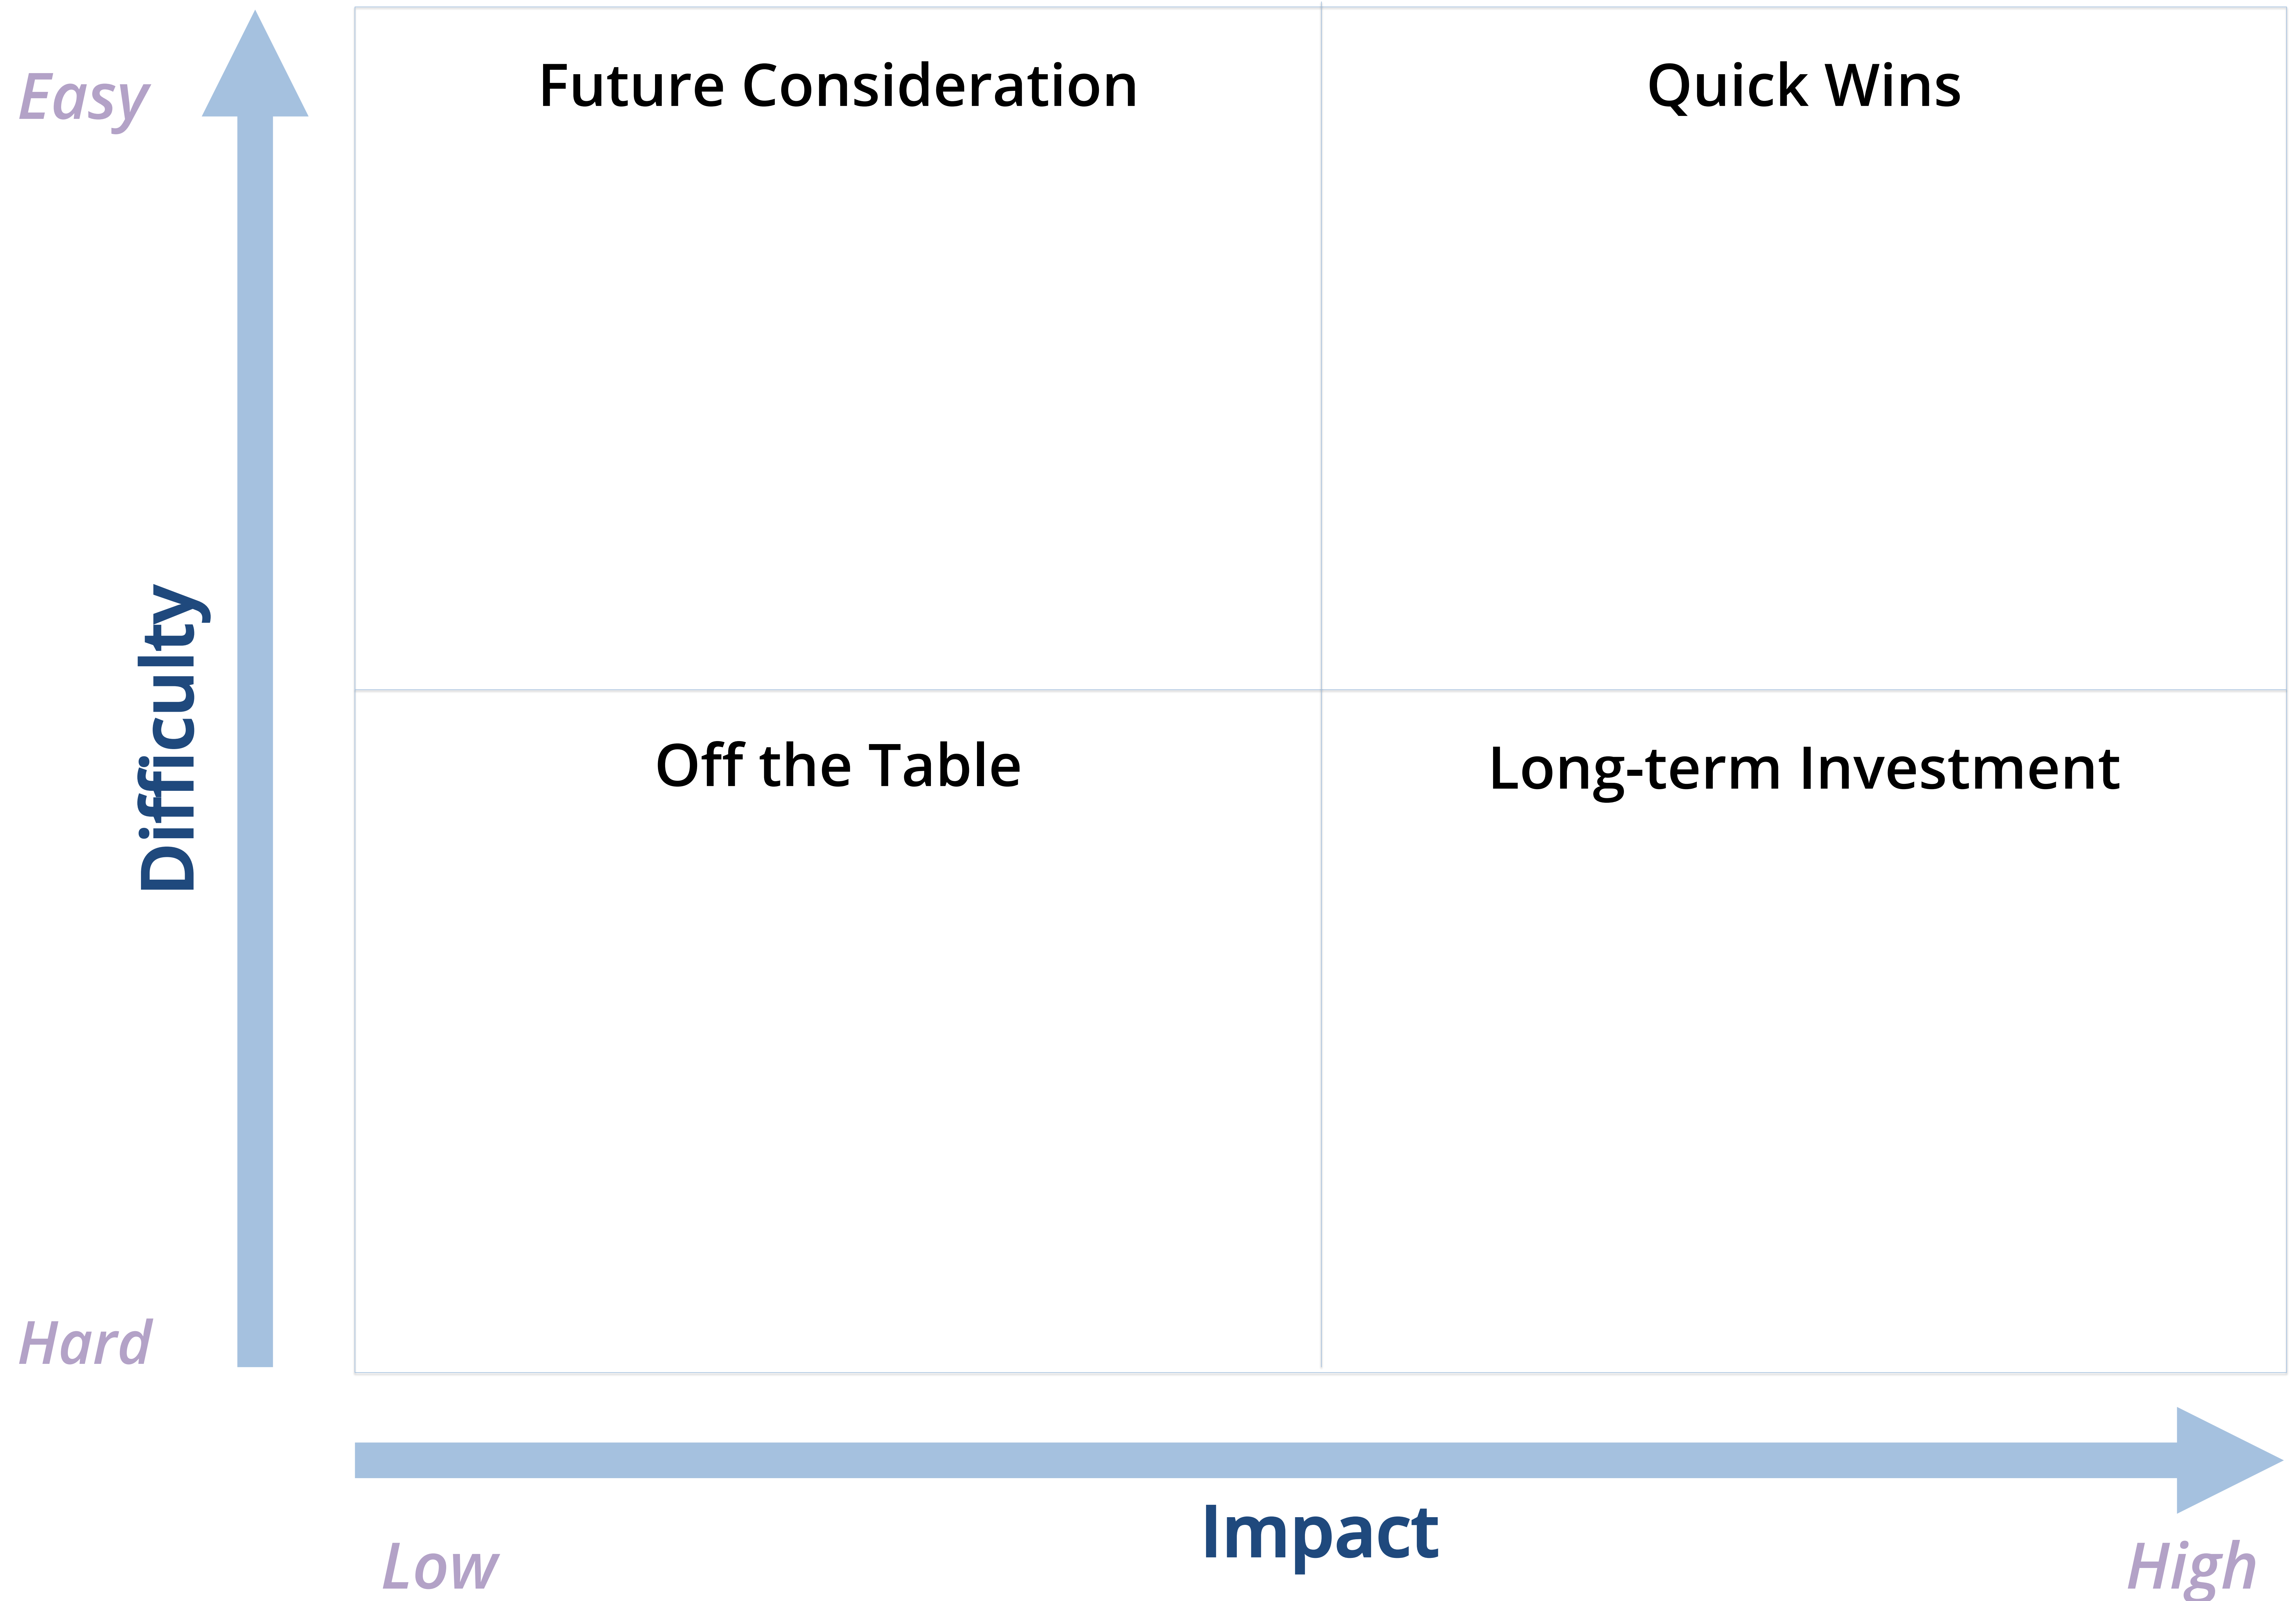 Easy
Future Consideration
Quick Wins
Difficulty
Off the Table
Long-term Investment
Hard
Impact
Low
High